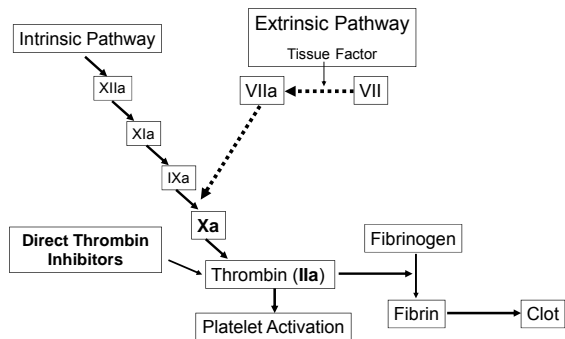 Intrinsic Pathway
Extrinsic Pathway
Tissue Factor
XIIa
VIIa
VII
XIa
IXa
Xa
Direct Thrombin
Inhibitors
Fibrinogen
Thrombin (IIa)
Platelet Activation
Fibrin
Clot